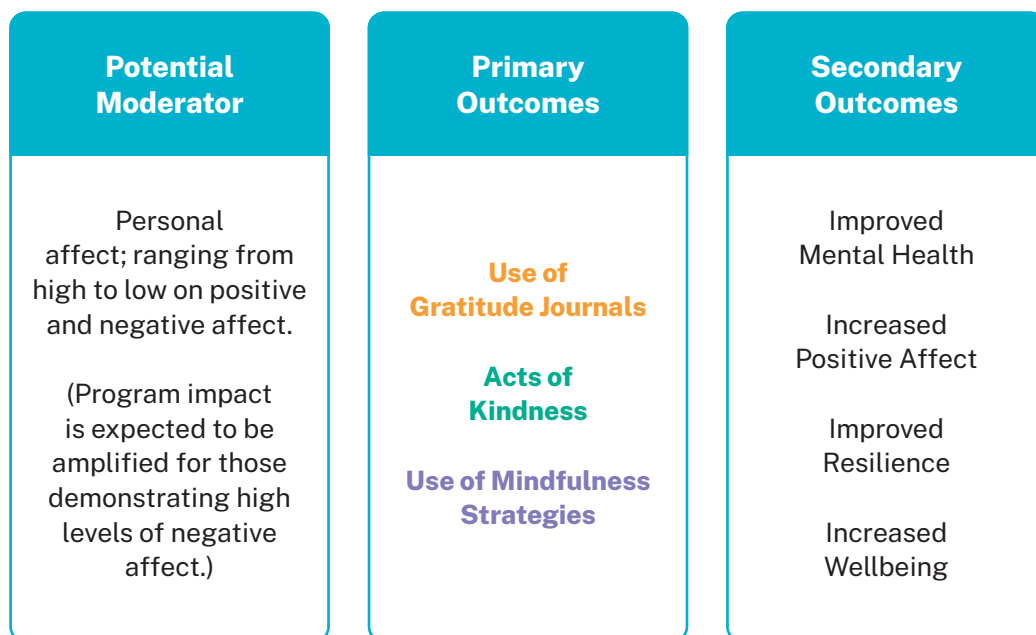 Potential
Moderator
Personal
affect; ranging from
high to low on positive
and negative affect.
(Program impact
is expected to be
amplified for those
demonstrating high
levels of negative
affect.)
Primary
Outcomes
Use of
Gratitude Journals
Acts of
Kindness
Use of Mindfulness
Strategies
Secondary
Outcomes
Improved
Mental Health
Increased
Positive Affect
Improved
Resilience
Increased
Wellbeing